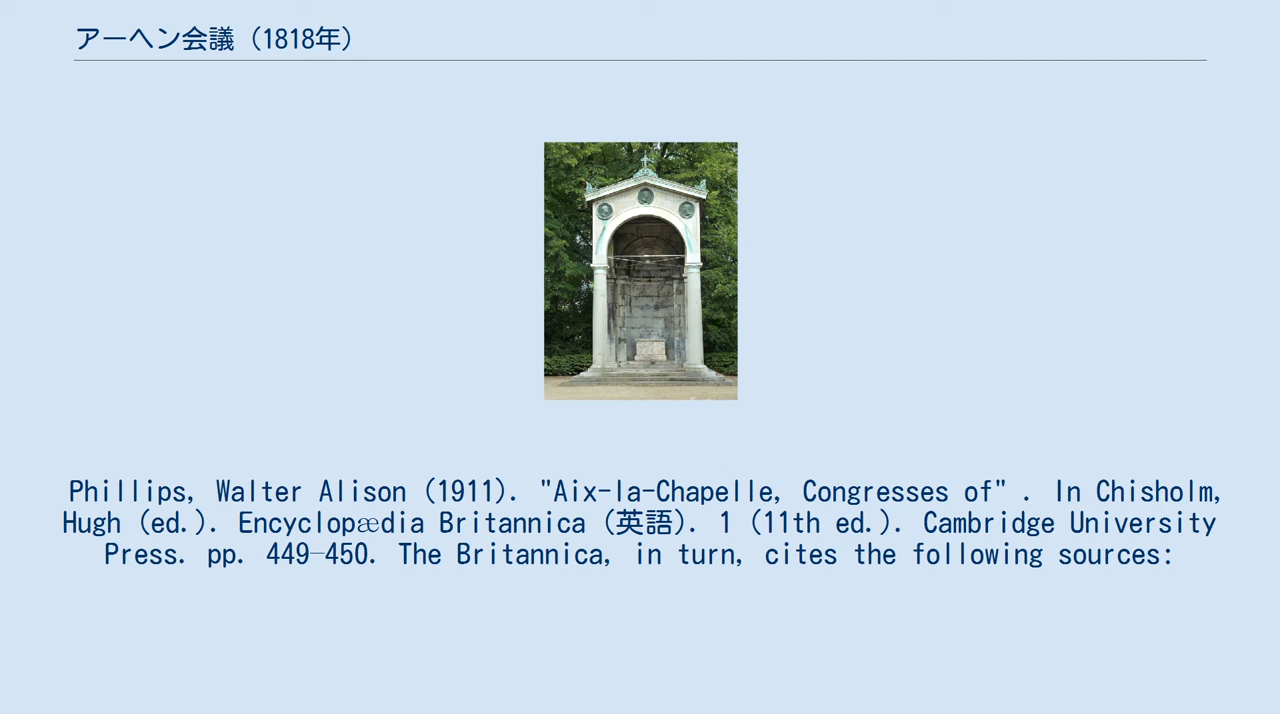 アーヘン会議（1818年）
Phillips, Walter Alison (1911). "Aix-la-Chapelle, Congresses of" . In Chisholm,
Hugh (ed.). Encyclopædia Britannica (英語). 1 (11th ed.). Cambridge University
Press. pp. 449–450. The Britannica, in turn, cites the following sources: